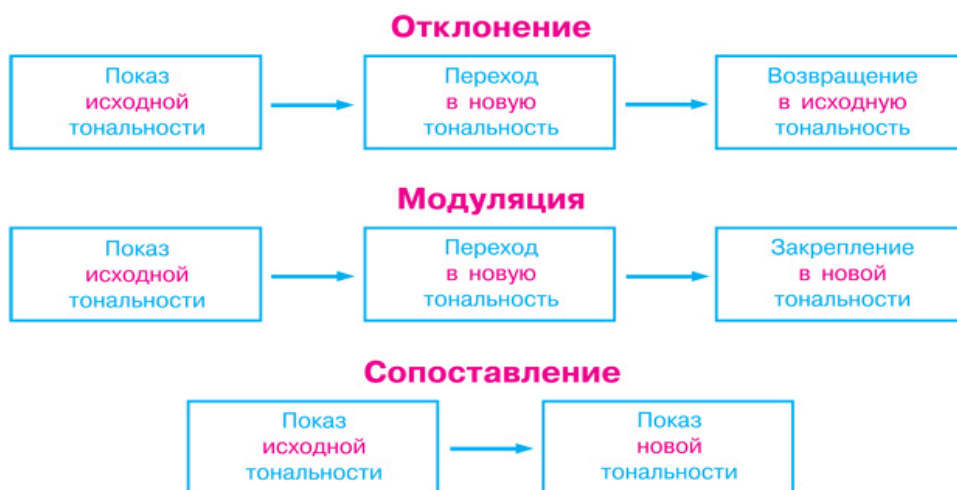 Отклонение
Показ
исходной
тональности
Переход
в новую
тональность
Возвращение
в исходную
тональность
Модуляция
Показ
исходной
тональности
Переход
в новую
тональность
Закрепление
в новой
тональности
Сопоставление
Показ
исходной
тональности
Показ
новой
тональности